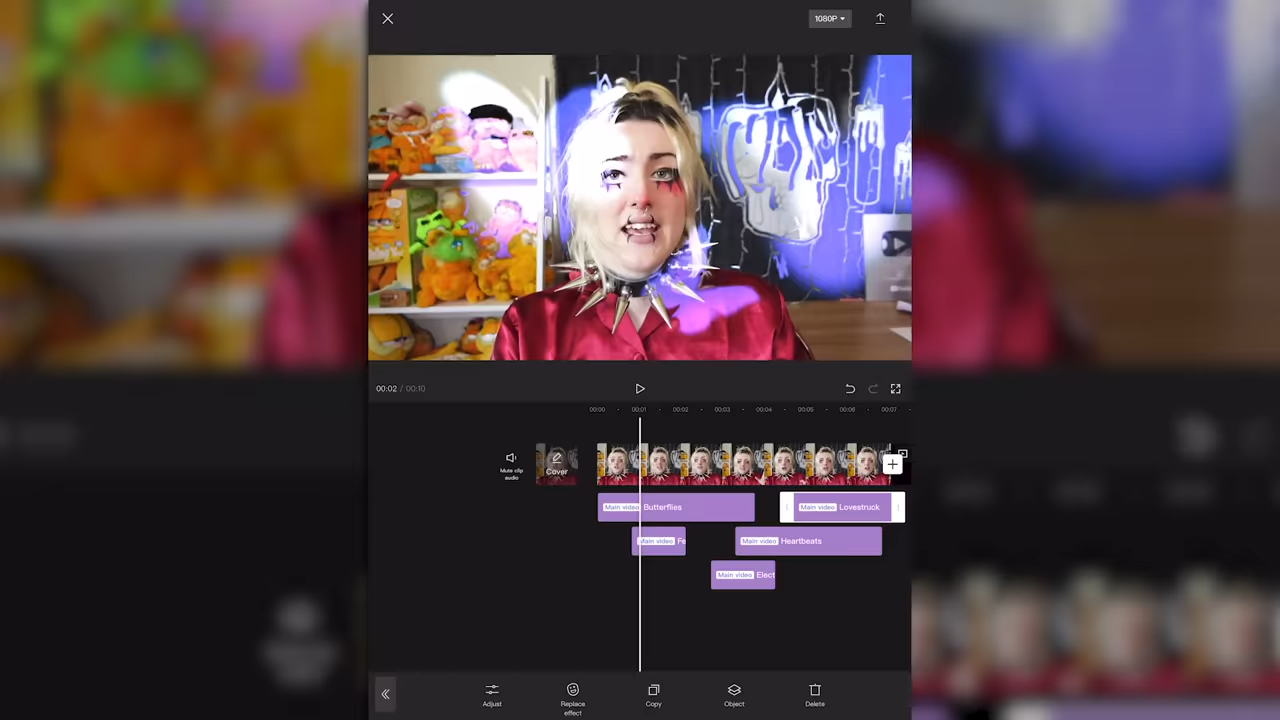 1080P
00:02 / 00:10
00:00 00:01 00:02 00:03 00:04 00:05 00:06 00:07
Mute clip
audio
Cover
Main video Butterflies
Main video Lovestruck
Main video Fe
Main video Heartbeats
Main video Elect
Adjust
Replace
effect
Copy
Object
Delete